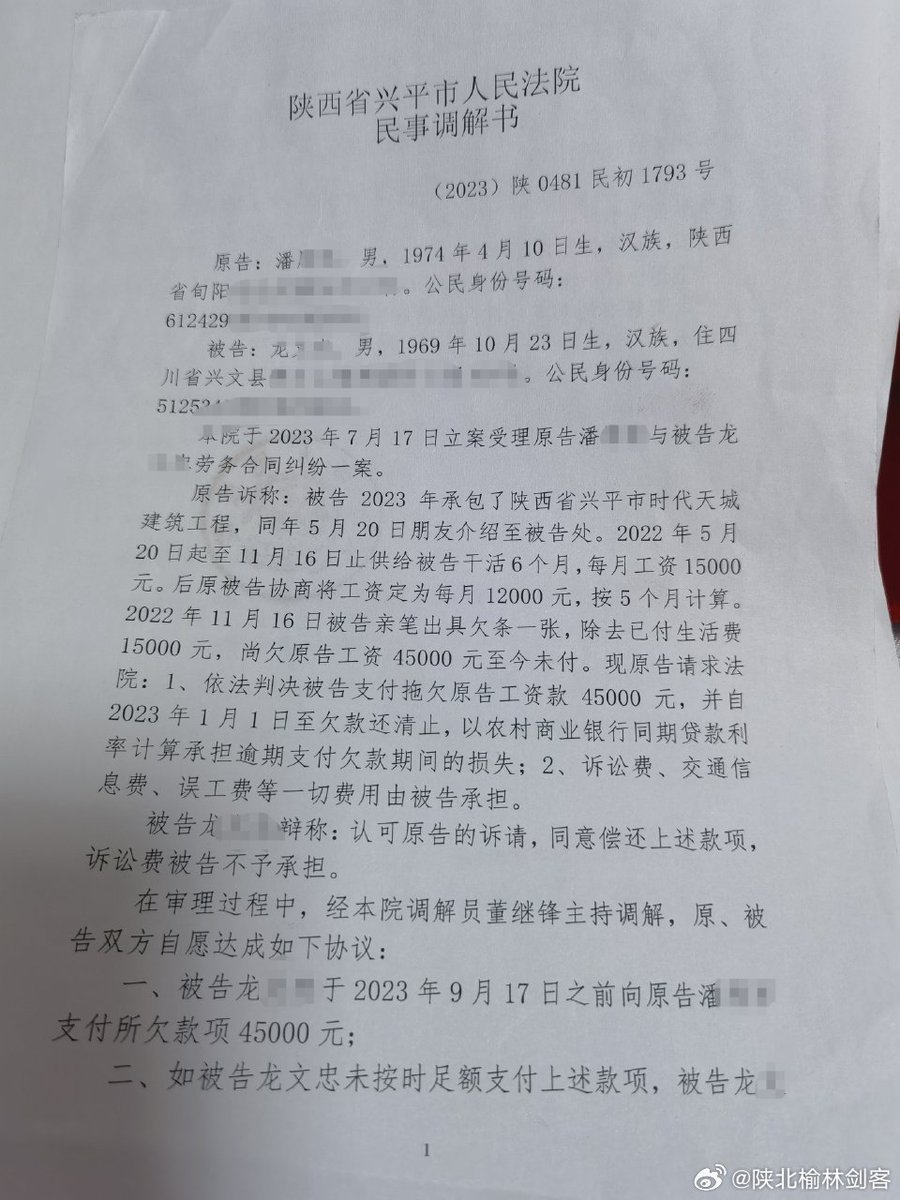 陕西省兴平市人民法院
民事调解书
（2023）陕 0481 民初 1793 号
原告：潘 男，1974 年 4 月 10 日生，汉族，陕西
省旬阳 。公民身份号码：
612429
被告：龙 男，1969 年 10 月 23 日生，汉族，住四
川省兴文县 。公民身份号码：
51252
本院于 2023 年 7 月 17 日立案受理原告潘 与被告龙
劳务合同纠纷一案。
原告诉称：被告 2023 年承包了陕西省兴平市时代天城
建筑工程，同年 5 月 20 日朋友介绍至被告处。2022 年 5 月
20 日起至 11 月 16 日止供给被告干活 6 个月，每月工资 15000
元。后原被告协商将工资定为每月 12000 元，按 5 个月计算。
2022 年 11 月 16 日被告亲笔出具欠条一张，除去已付生活费
15000 元，尚欠原告工资 45000 元至今未付。现原告请求法
院：1、依法判决被告支付拖欠原告工资款 45000 元，并自
2023 年 1 月 1 日至欠款还清止，以农村商业银行同期贷款利
率计算承担逾期支付欠款期间的损失；2、诉讼费、交通信
息费、误工费等一切费用由被告承担。
被告龙 辩称：认可原告的诉请，同意偿还上述款项，
诉讼费被告不予承担。
在审理过程中，经本院调解员董继锋主持调解，原、被
告双方自愿达成如下协议：
一、被告龙 于 2023 年 9 月 17 日之前向原告潘
支付所欠款项 45000 元；
二、如被告龙文忠未按时足额支付上述款项，被告龙
1
@陕北榆林剑客